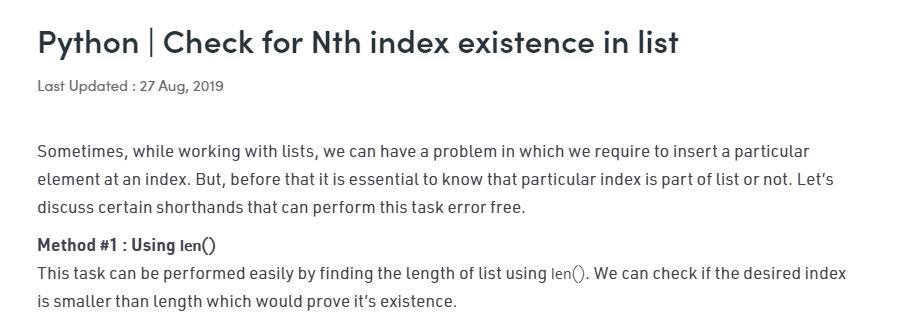 Python | Check for Nth index existence in list
Last Updated : 27 Aug, 2019
Sometimes, while working with lists, we can have a problem in which we require to insert a particular
element at an index. But, before that it is essential to know that particular index is part of list or not. Let's
discuss certain shorthands that can perform this task error free.
Method #1 : Using len()
This task can be performed easily by finding the length of list using len(). We can check if the desired index
is smaller than length which would prove it's existence.